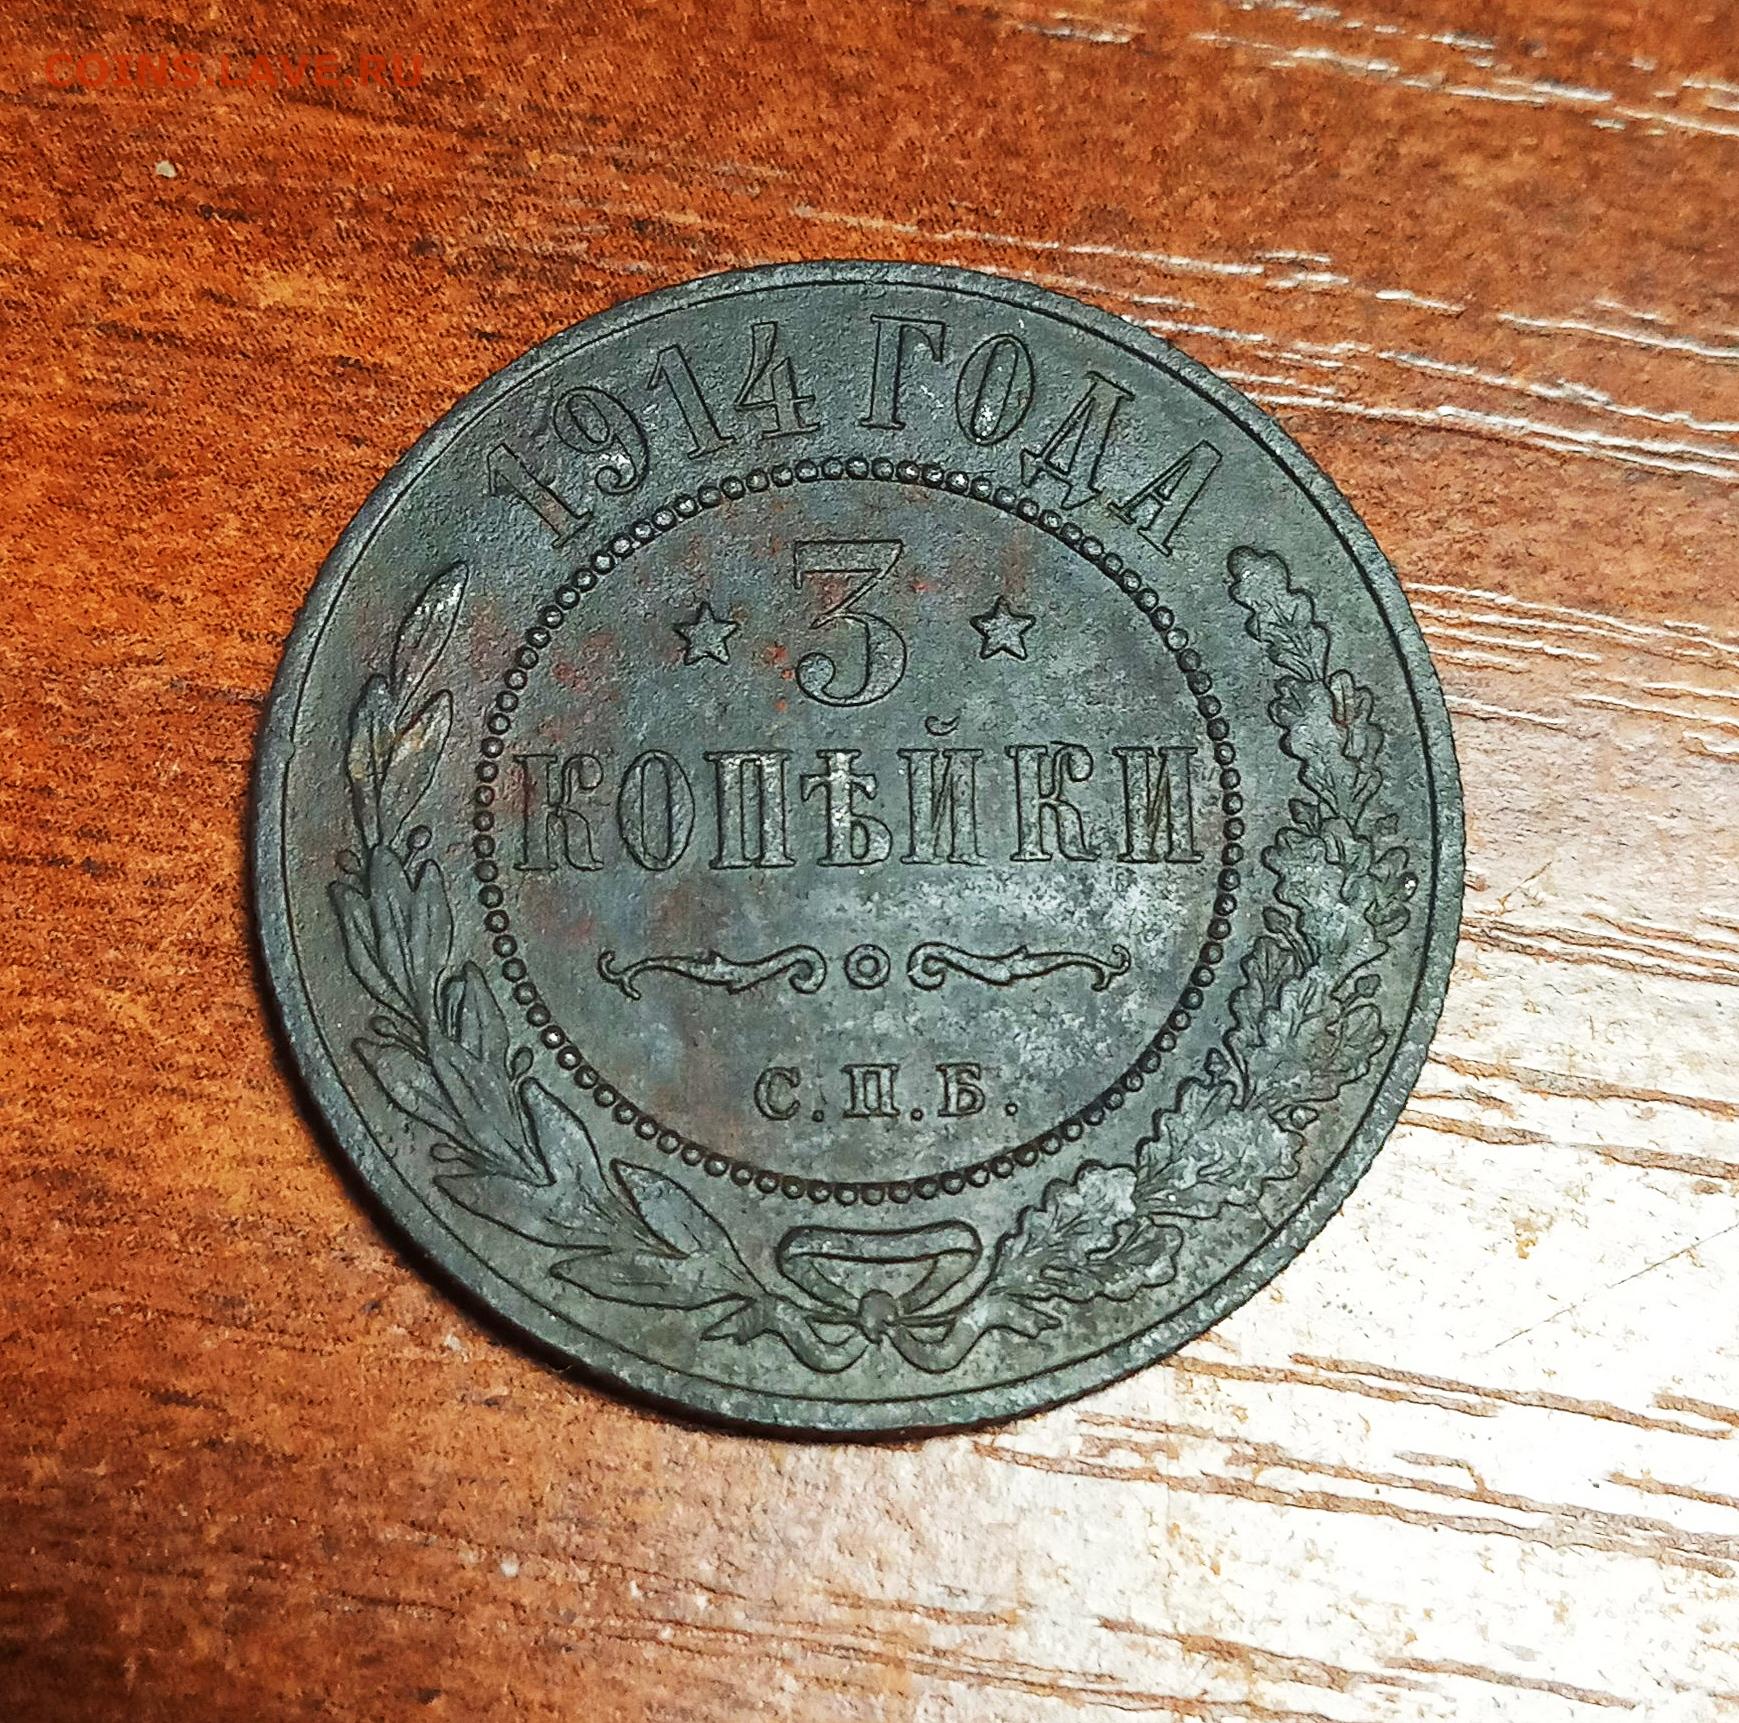 COINS.LAVE.RU
1914 ГОДА
3
КОПѢЙКИ
С.П.Б.